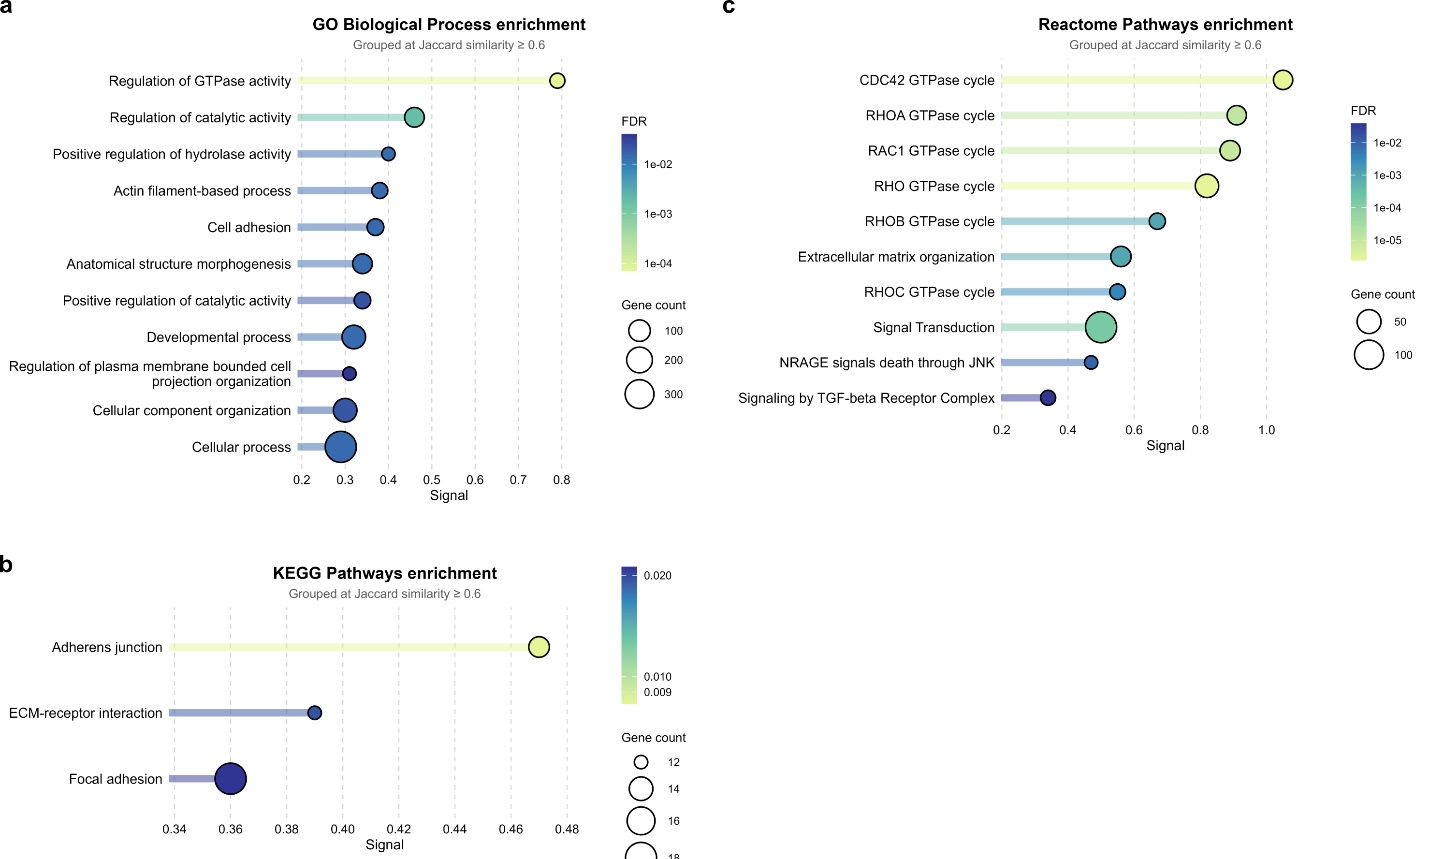 a
GO Biological Process enrichment
Grouped at Jaccard similarity ≥ 0.6
Regulation of GTPase activity
Regulation of catalytic activity
Positive regulation of hydrolase activity
Actin filament-based process
Cell adhesion
Anatomical structure morphogenesis
Positive regulation of catalytic activity
Developmental process
Regulation of plasma membrane bounded cell
projection organization
Cellular component organization
Cellular process
0.2 0.3 0.4 0.5 0.6 0.7 0.8
Signal
FDR
1e-02
1e-03
1e-04
Gene count
100
200
300
b
KEGG Pathways enrichment
Grouped at Jaccard similarity ≥ 0.6
Adherens junction
ECM-receptor interaction
Focal adhesion
0.34 0.36 0.38 0.40 0.42 0.44 0.46 0.48
Signal
0.020
0.010
0.009
Gene count
12
14
16
18
c
Reactome Pathways enrichment
Grouped at Jaccard similarity ≥ 0.6
CDC42 GTPase cycle
RHOA GTPase cycle
RAC1 GTPase cycle
RHO GTPase cycle
RHOB GTPase cycle
Extracellular matrix organization
RHOC GTPase cycle
Signal Transduction
NRAGE signals death through JNK
Signaling by TGF-beta Receptor Complex
0.2 0.4 0.6 0.8 1.0
Signal
FDR
1e-02
1e-03
1e-04
1e-05
Gene count
50
100